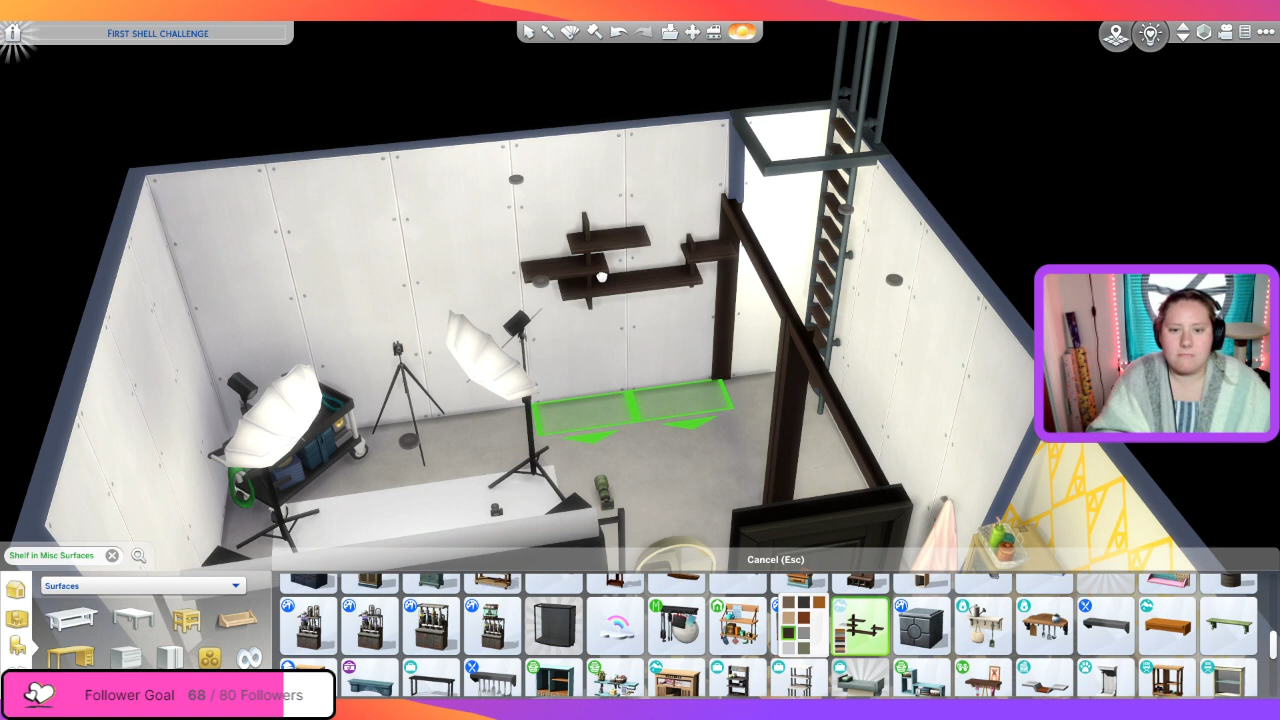 FIRST SHELL CHALLENGE
Shelf in Misc Surfaces
Cancel (Esc)
Surfaces
Follower Goal 68 / 80 Followers